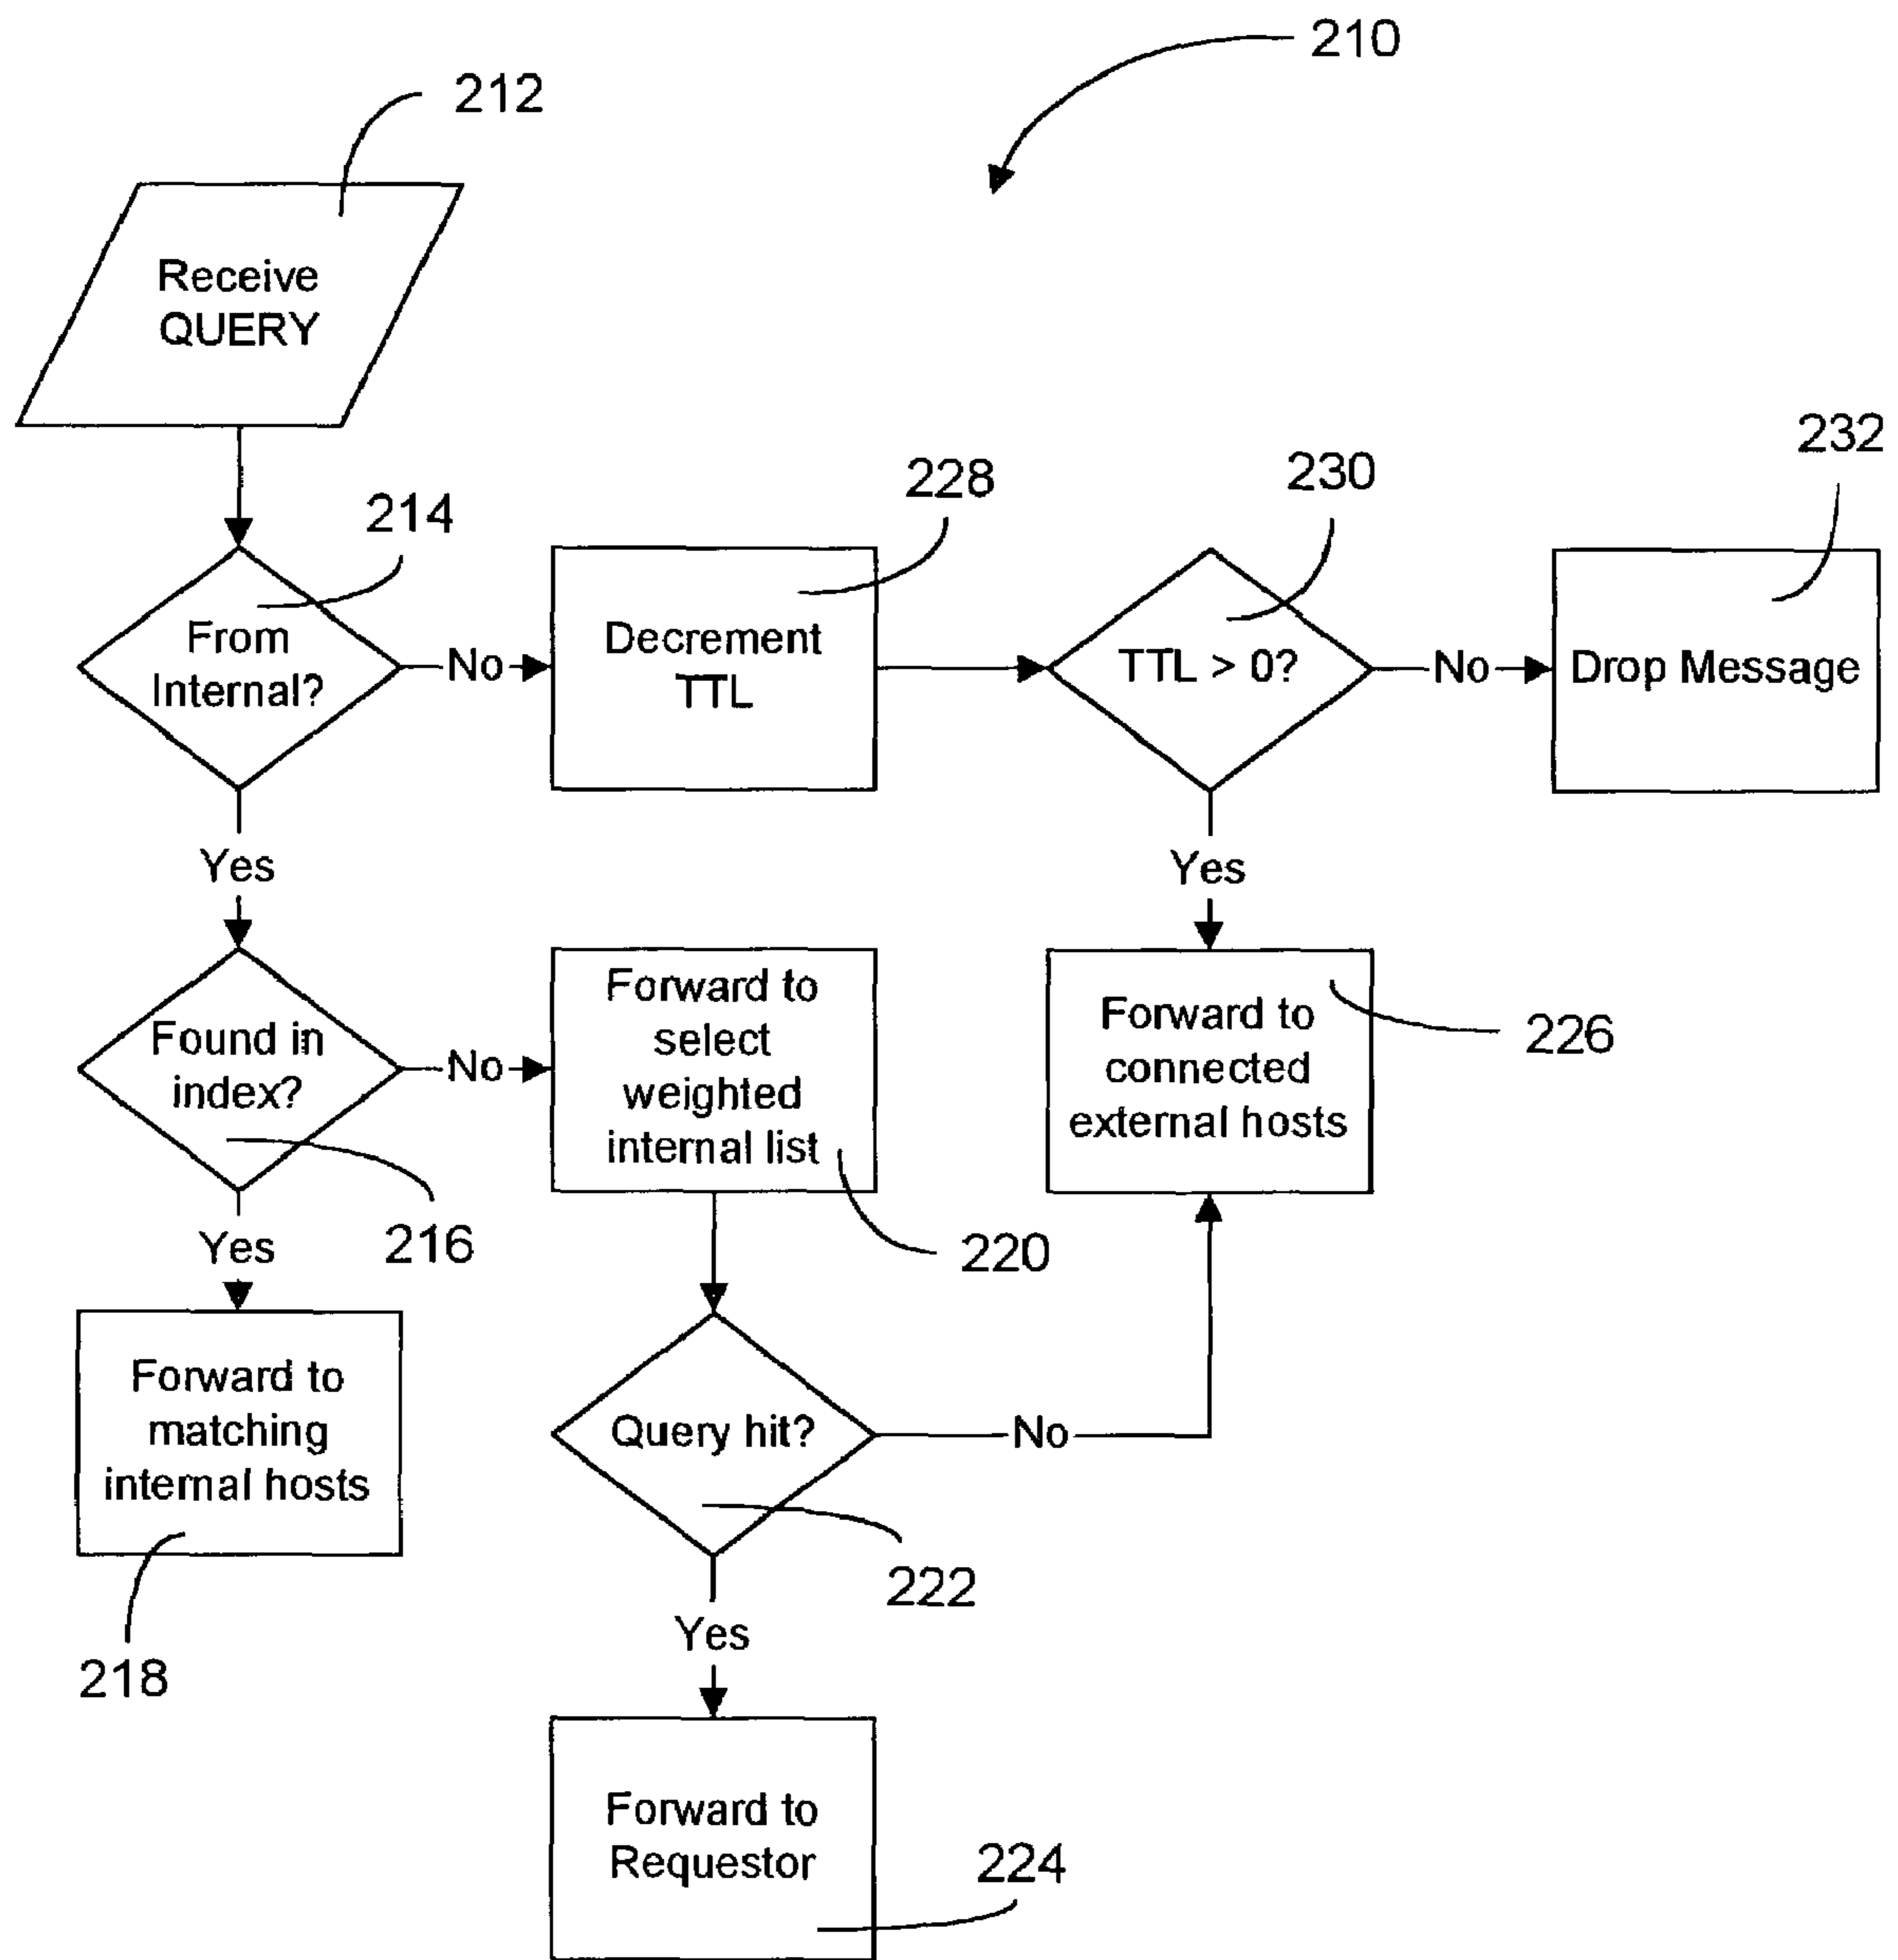 210
212
Receive
QUERY
214
From
Internal?
No
228
Decrement
TTL
230
TTL > 0?
No
232
Drop Message
Yes
Yes
Found in
index?
216
No
Forward to
select
weighted
internal list
220
Forward to
connected
external hosts
226
Yes
Forward to
matching
internal hosts
218
Query hit?
No
222
Yes
Forward to
Requestor
224